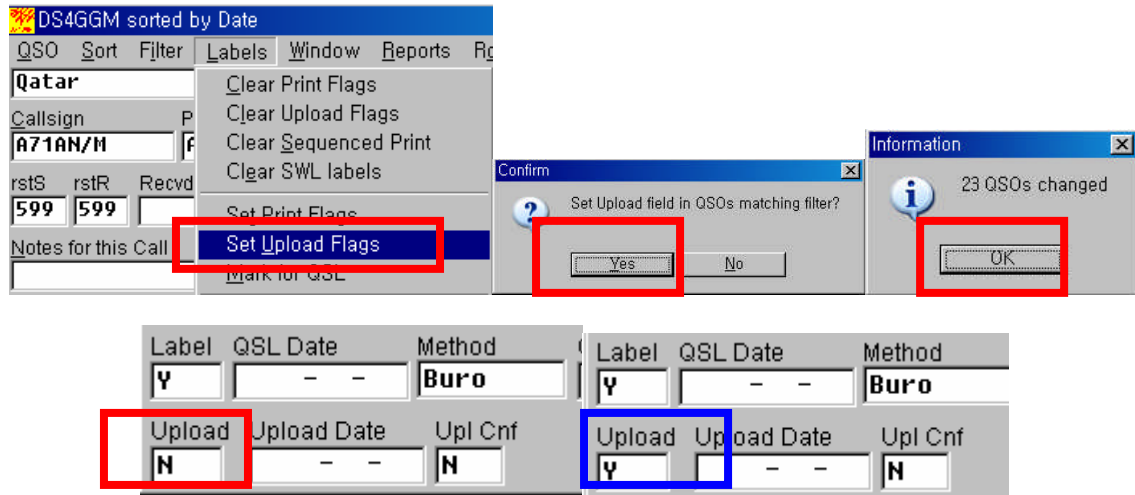 DS4GGM sorted by Date
QSO Sort Filter Labels Window Reports
Qatar
Callsign P
A71AN/M
rstS rstR Recvd
599 599
Notes for this Call
Clear Print Flags
Clear Upload Flags
Clear Sequenced Print
Clear SWL labels
Set Print Flags
Set Upload Flags
Mark for QSL
Confirm
Set Upload field in QSOs matching filter?
Yes No
Information
23 QSOs changed
OK
Label QSL Date Method
Y - - Buro
Upload Upload Date Upl Cnf
N - - N
Label QSL Date Method
Y - - Buro
Upload Upload Date Upl Cnf
Y - - N